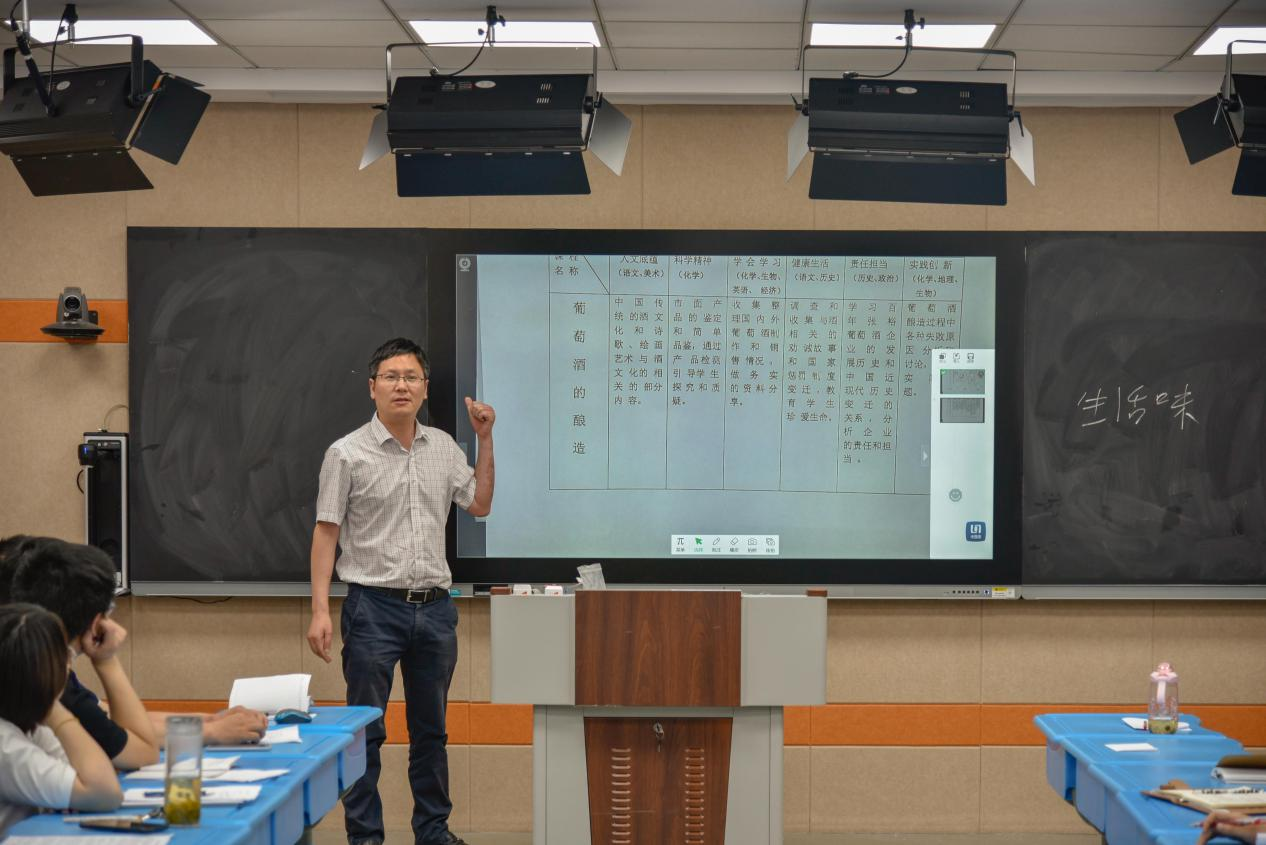 课程
名称
人文底蕴
(语文、美术)
科学精神
(化学)
学会学习
(化学、生物、
英语、经济)
健康生活
(语文、历史)
责任担当
(历史、政治)
实践创新
(化学、地理、
生物)
葡
萄
酒
的
酿
造
中国传
统的酒文
化和诗
歌、绘画
艺术与酒
文化的相
关的部分
内容。
市面产
品的鉴定
和简单
品鉴,通过
产品检验
引导学生
探究和质
疑。
收集整
理国内外
葡萄酒制
作和销
售情况,
做务实
的资料分
享。
调查和
收集与酒
相关的
劝诫故事
和国家
惩罚制度
变迁,教
育学生
珍爱生命。
学习百
年张裕
葡萄酒企
业的发
展历史和
中国近
现代历史
变迁的
关系,分
析企业
的责任和担
当。
葡萄酒
酿造过程中
各种失败原
因分析
讨论,
实
题。
生活味
菜单 选择 批注 擦除